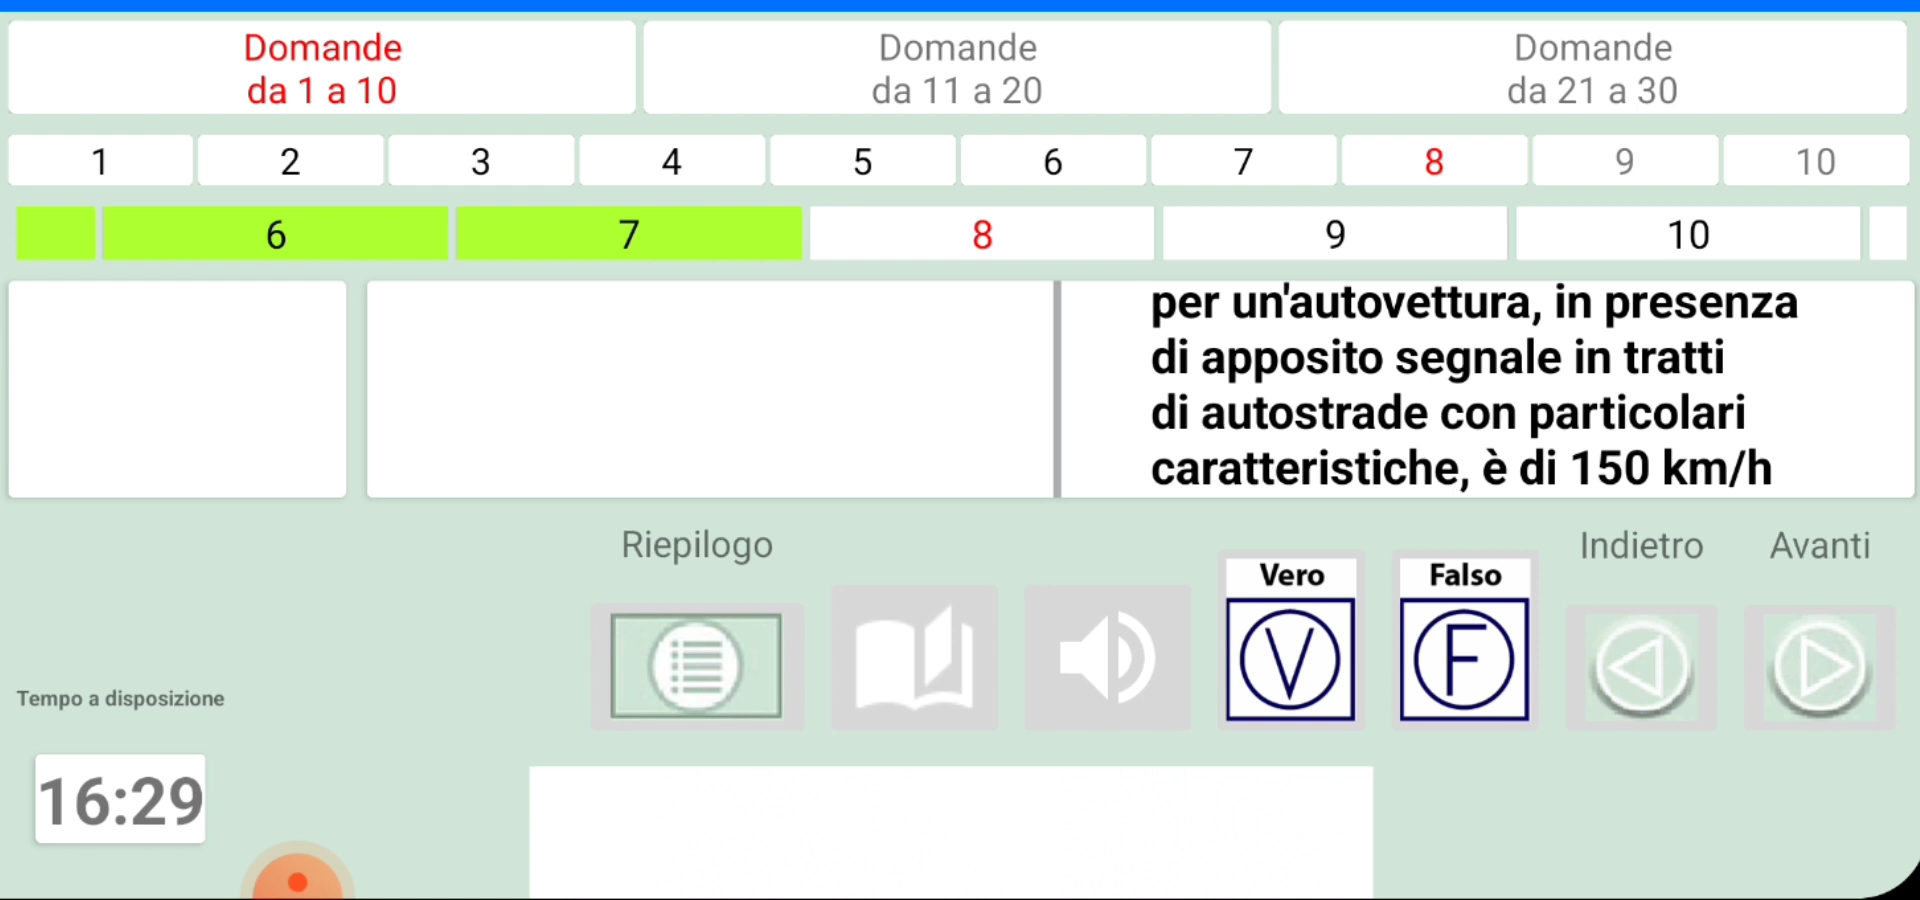 Domande
da 1 a 10
Domande
da 11 a 20
Domande
da 21 a 30
1 2 3 4 5 6 7 8 9 10
6 7 8 9 10
per un'autovettura, in presenza
di apposito segnale in tratti
di autostrade con particolari
caratteristiche, è di 150 km/h
Riepilogo
Vero
V
Falso
F
Indietro
Avanti
Tempo a disposizione
16:29